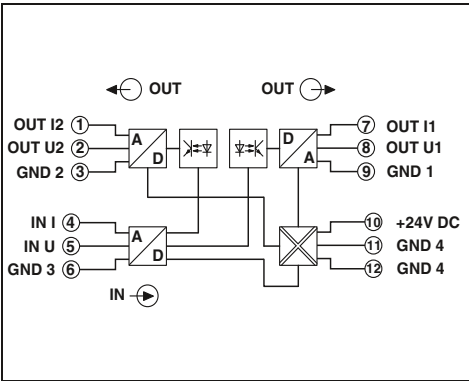 OUT OUT
OUT I2 1 A D 7 OUT I1
OUT U2 2 8 OUT U1
GND 2 3 D A 9 GND 1
IN I 4 A 10 +24V DC
IN U 5 11 GND 4
GND 3 6 D 12 GND 4
IN